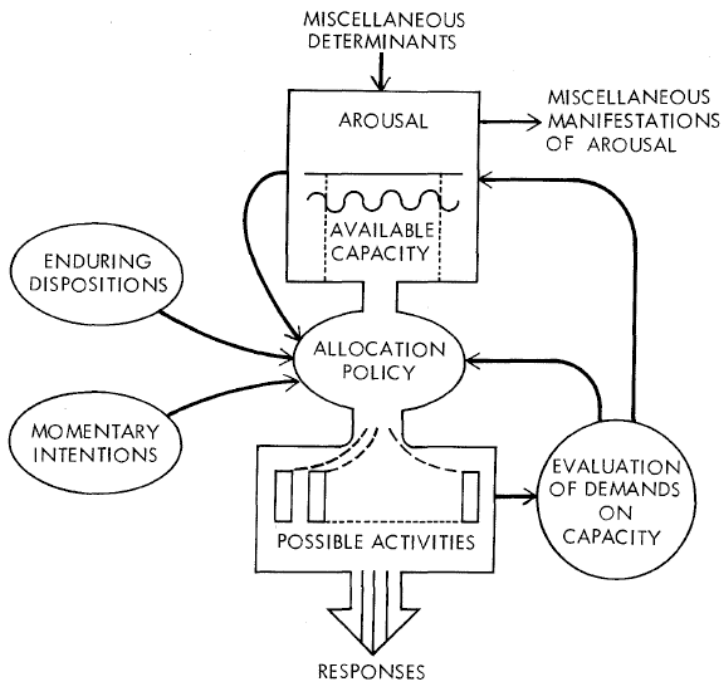 MISCELLANEOUS
DETERMINANTS
AROUSAL
MISCELLANEOUS
MANIFESTATIONS
OF AROUSAL
AVAILABLE
CAPACITY
ENDURING
DISPOSITIONS
ALLOCATION
POLICY
MOMENTARY
INTENTIONS
EVALUATION
OF DEMANDS
ON
CAPACITY
POSSIBLE ACTIVITIES
RESPONSES